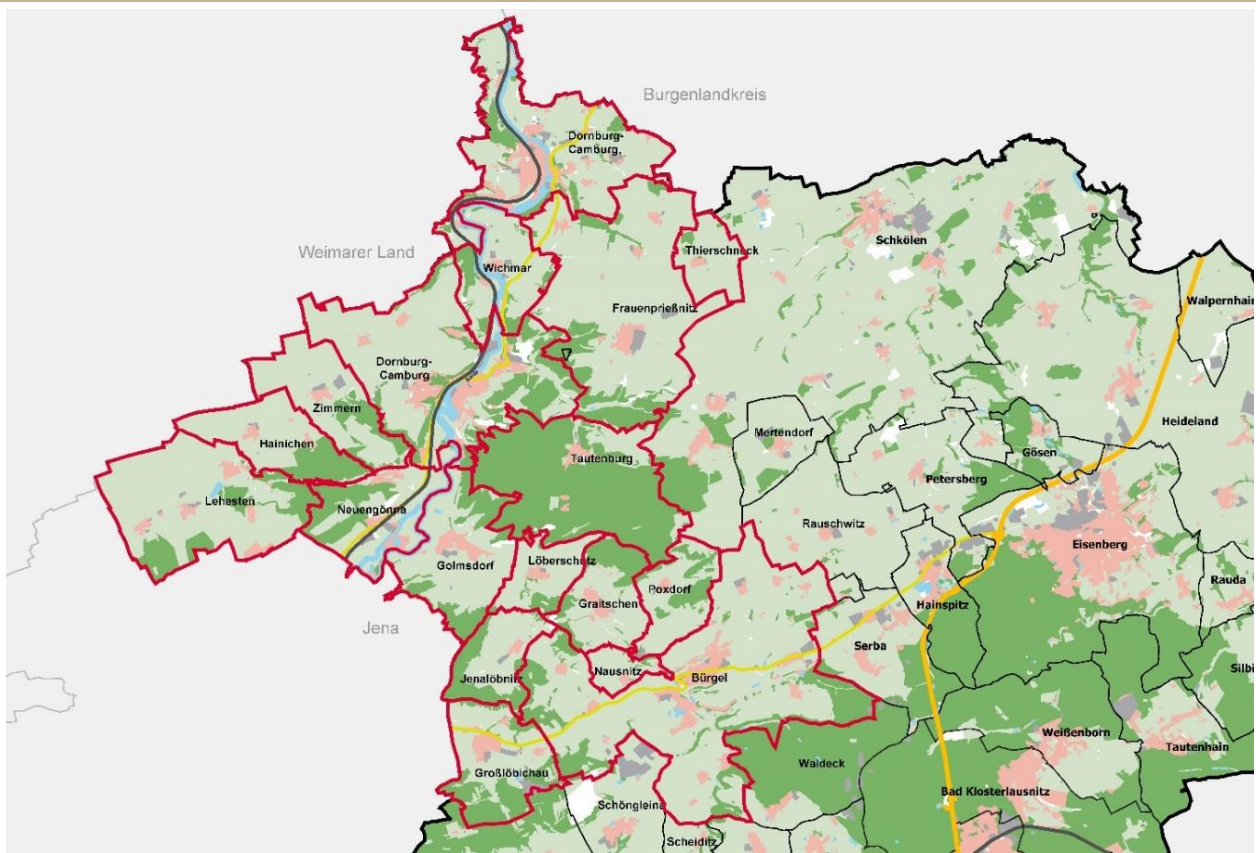 Burgenlandkreis
Dornburg-
Camburg,
Weimarer Land
Wichmar
Thierschneck
Schkölen
Walpernhain
Frauenprießnitz
Dornburg-
Camburg
Zimmern
Hainichen
Mertendorf
Heideland
Gösen
Tautenburg
Petersberg
Lehesten
Neuengönna
Rauschwitz
Eisenberg
Golmsdorf
Löberschütz
Graitschen
Poxdorf
Hainspitz
Rauda
Jena
Serba
Jenalöbnitz
Nausnitz
Bürgel
Silbi
Weißenborn
Tautenhain
Großlöbichau
Waldeck
Bad Klosterlausnitz
Schöngleina
Scheiditz